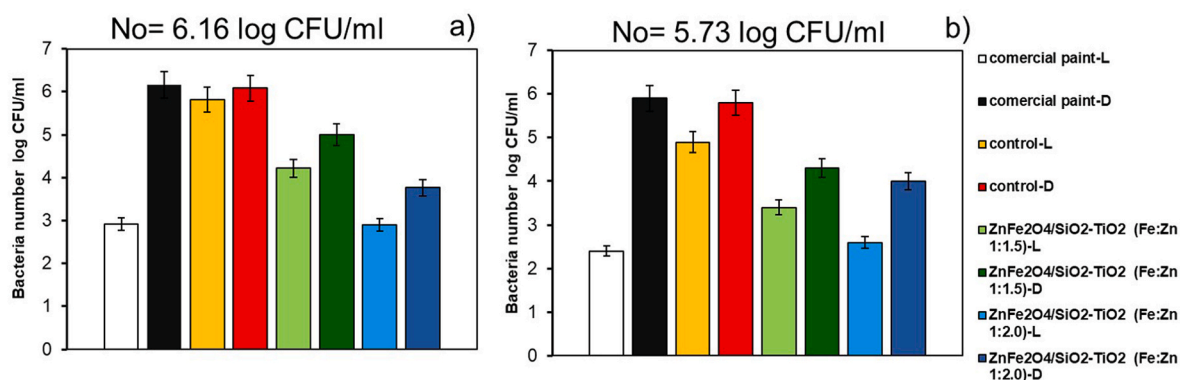 No= 6.16 log CFU/ml
a)
Bacteria number log CFU/ml
7
6
5
4
3
2
1
0
No= 5.73 log CFU/ml
b)
Bacteria number log CFU/ml
7
6
5
4
3
2
1
0
comercial paint-L
comercial paint-D
control-L
control-D
ZnFe2O4/SiO2-TiO2 (Fe:Zn
1:1.5)-L
ZnFe2O4/SiO2-TiO2 (Fe:Zn
1:1.5)-D
ZnFe2O4/SiO2-TiO2 (Fe:Zn
1:2.0)-L
ZnFe2O4/SiO2-TiO2 (Fe:Zn
1:2.0)-D